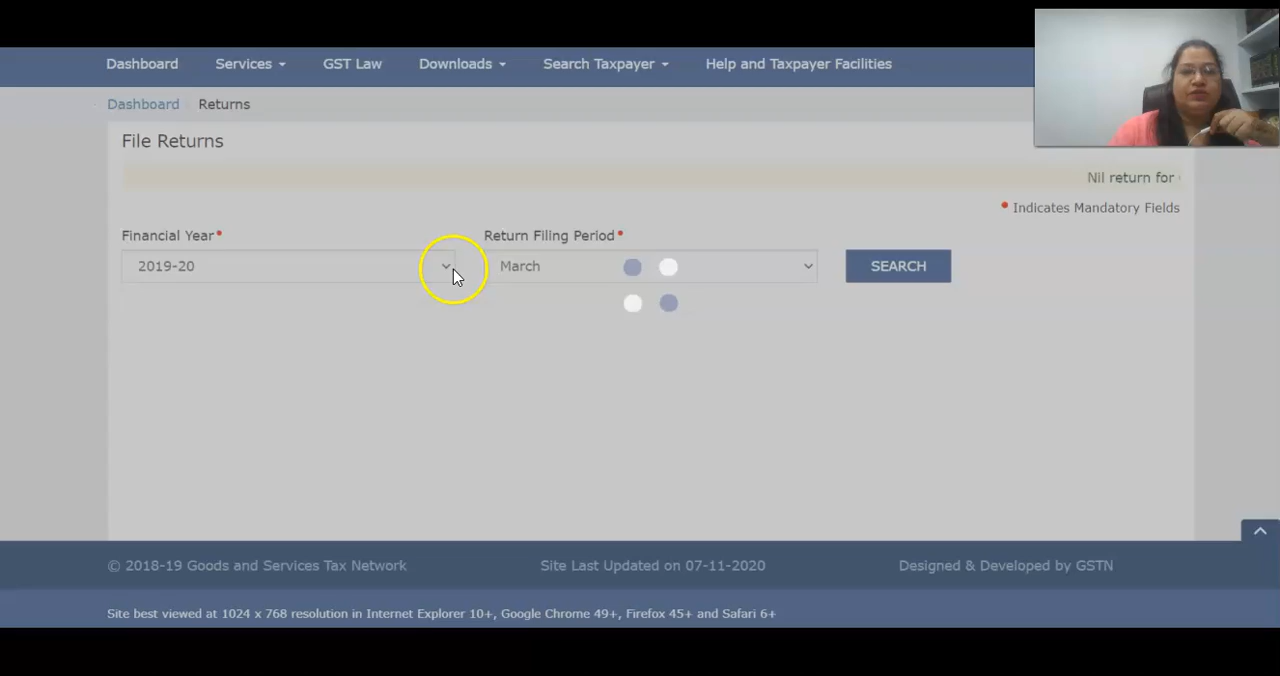 Dashboard Services GST Law Downloads Search Taxpayer Help and Taxpayer Facilities
Dashboard Returns
File Returns
Nil return for
• Indicates Mandatory Fields
Financial Year• Return Filing Period•
2019-20 March SEARCH
© 2018-19 Goods and Services Tax Network Site Last Updated on 07-11-2020 Designed & Developed by GSTN
Site best viewed at 1024 x 768 resolution in Internet Explorer 10+, Google Chrome 49+, Firefox 45+ and Safari 6+